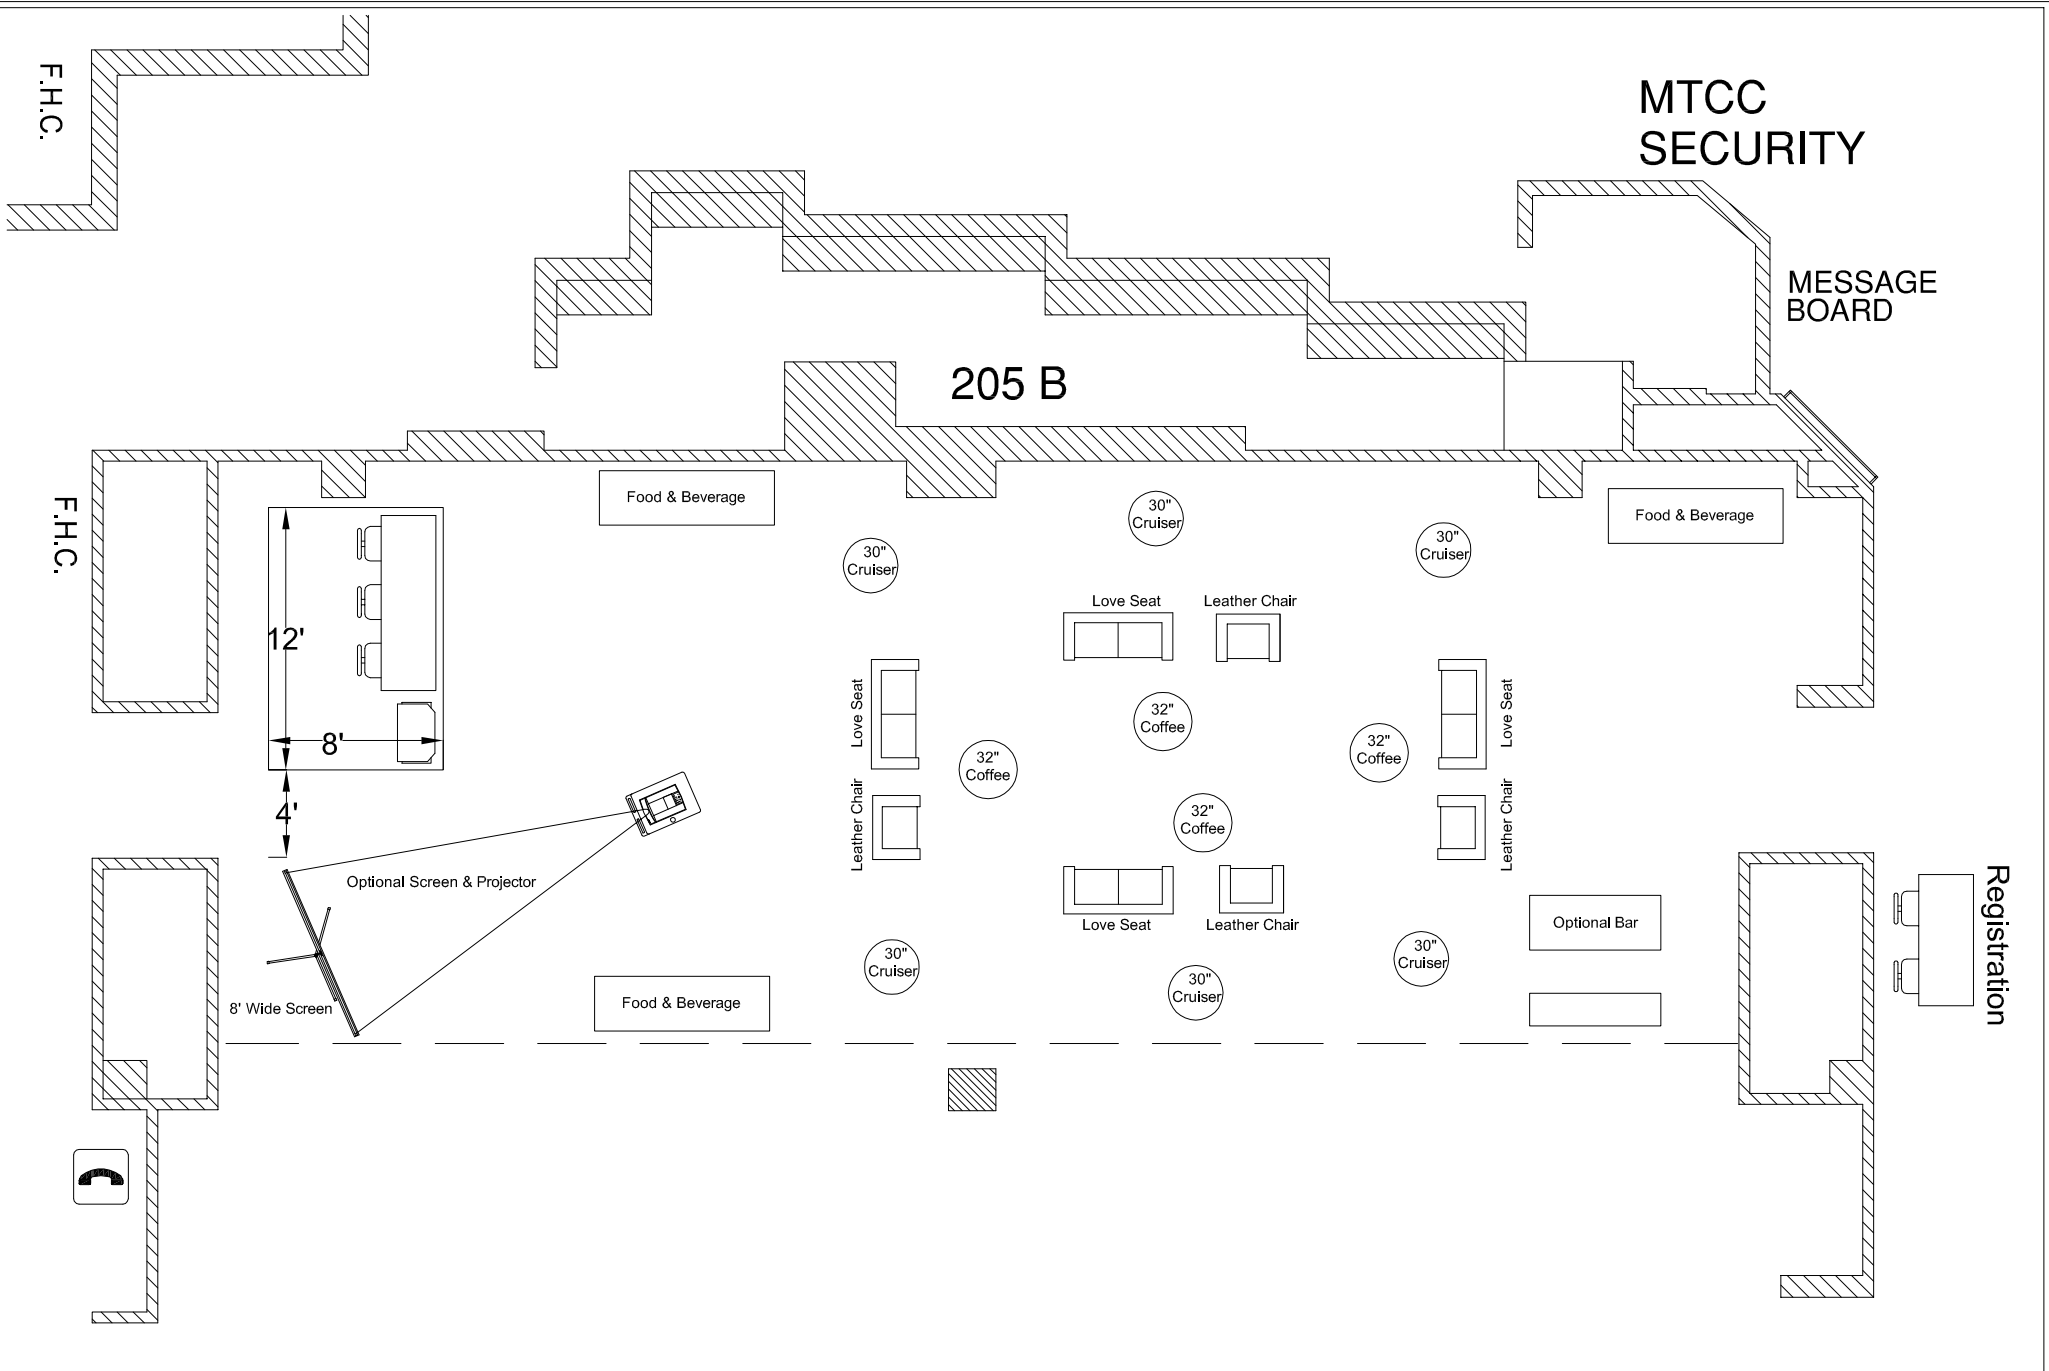 F.H.C.
MTCC
SECURITY
MESSAGE
BOARD
205 B
F.H.C.
Food & Beverage
30"
Cruiser
30"
Cruiser
30"
Cruiser
Food & Beverage
12'
8'
4'
Love Seat
Leather Chair
Love Seat
Leather Chair
32"
Coffee
32"
Coffee
32"
Coffee
32"
Coffee
Love Seat
Leather Chair
Love Seat
Leather Chair
Optional Screen & Projector
8' Wide Screen
Food & Beverage
30"
Cruiser
30"
Cruiser
30"
Cruiser
Optional Bar
Registration